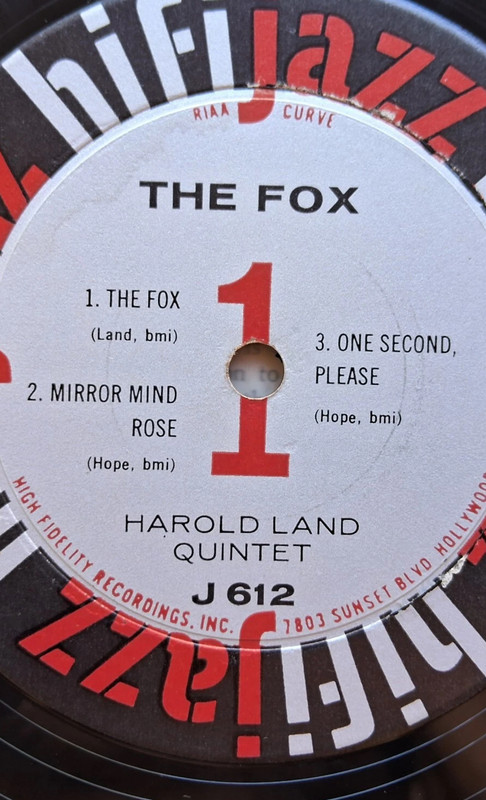 hifijazz
RIAA CURVE
THE FOX
1
1. THE FOX
(Land, bmi)
2. MIRROR MIND
ROSE
(Hope, bmi)
3. ONE SECOND,
PLEASE
(Hope, bmi)
HAROLD LAND
QUINTET
J 612
HIGH FIDELITY RECORDINGS, INC. 7803 SUNSET BLVD HOLLYWOOD
hifijazz